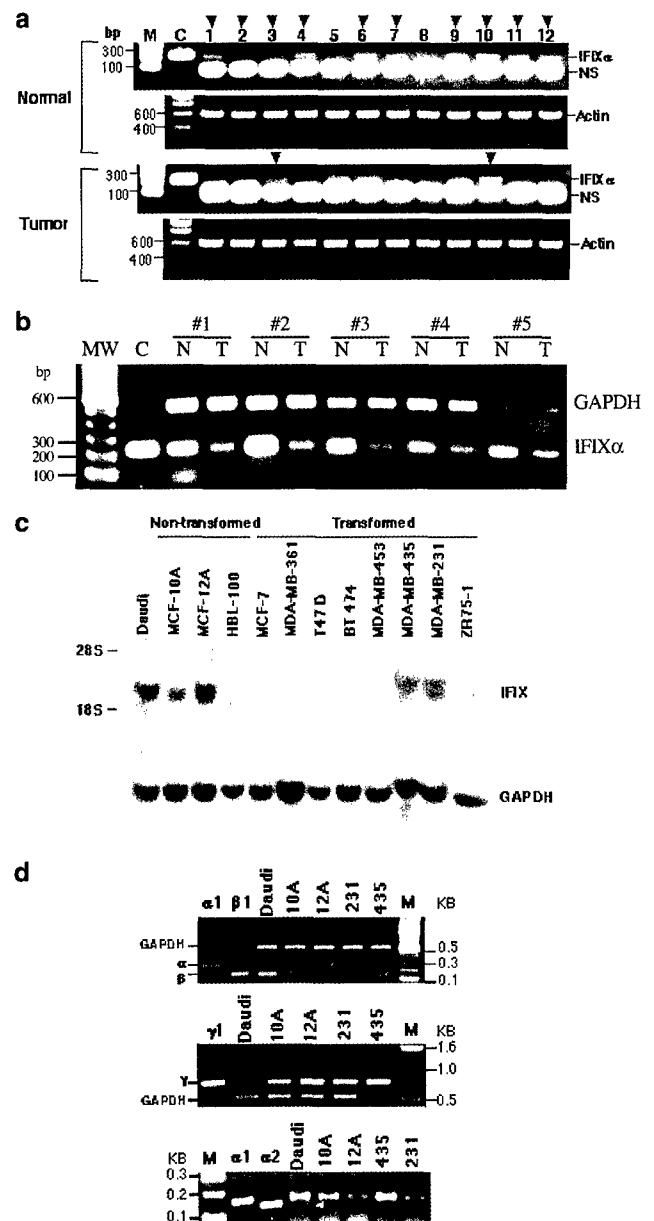 a
bp M C 1 2 3 4 5 6 7 8 9 10 11 12
300
100
IFIXα
NS
Normal
600
400
Actin
300
100
IFIXα
NS
Tumor
600
400
Actin
b
#1 #2 #3 #4 #5
MW C N T N T N T N T N T
bp
600
300
200
100
GAPDH
IFIXα
c
Non-transformed Transformed
Daudi MCF-10A MCF-12A HBL-100 MCF-7 MDA-MB-361 T47D BT474 MDA-MB-453 MDA-MB-435 MDA-MB-231 ZR75-1
28S
18S
IFIX
GAPDH
d
α1 β1 Daudi 10A 12A 231 435 M KB
GAPDH
α
β
0.5
0.3
0.1
γ1 Daudi 10A 12A 231 435 M KB
1.6
1.0
0.5
γ
GAPDH
KB M α1 α2 Daudi 10A 12A 435 231
0.3
0.2
0.1